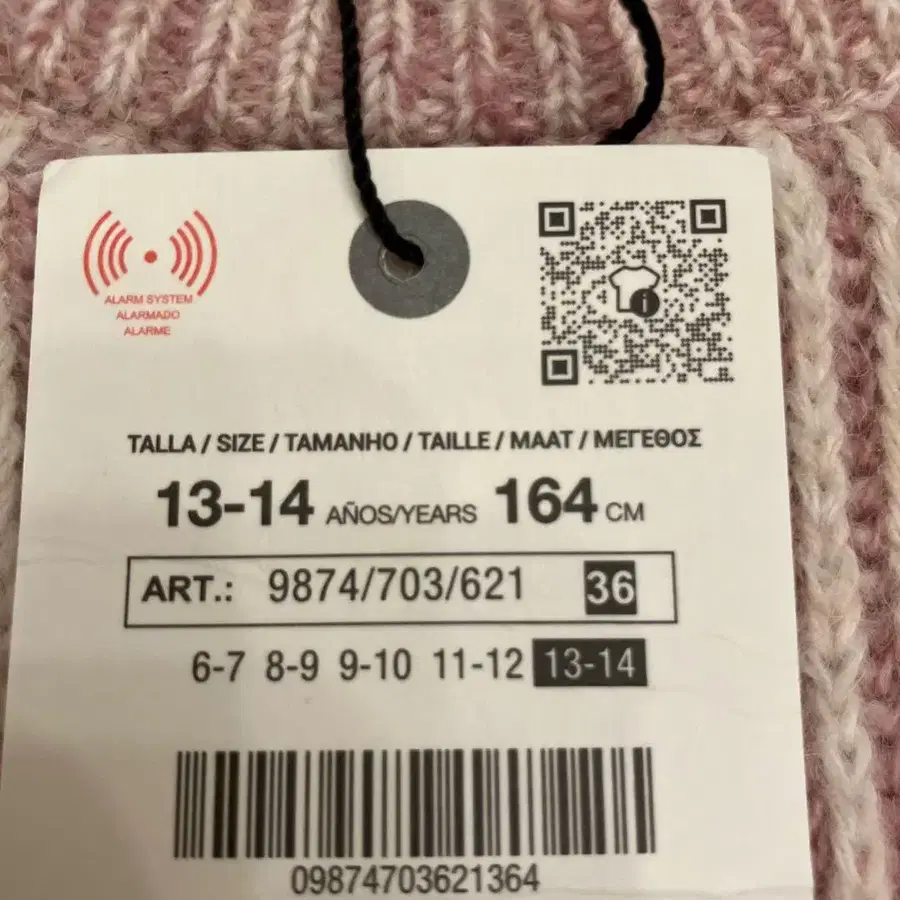 ALARM SYSTEM
ALARMADO
ALARME
i
TALLA / SIZE / TAMANHO / TAILLE / MAAT / ΜΕΓΕΘΟΣ
13-14 AÑOS/YEARS 164 CM
ART.: 9874/703/621 36
6-7 8-9 9-10 11-12 13-14
09874703621364